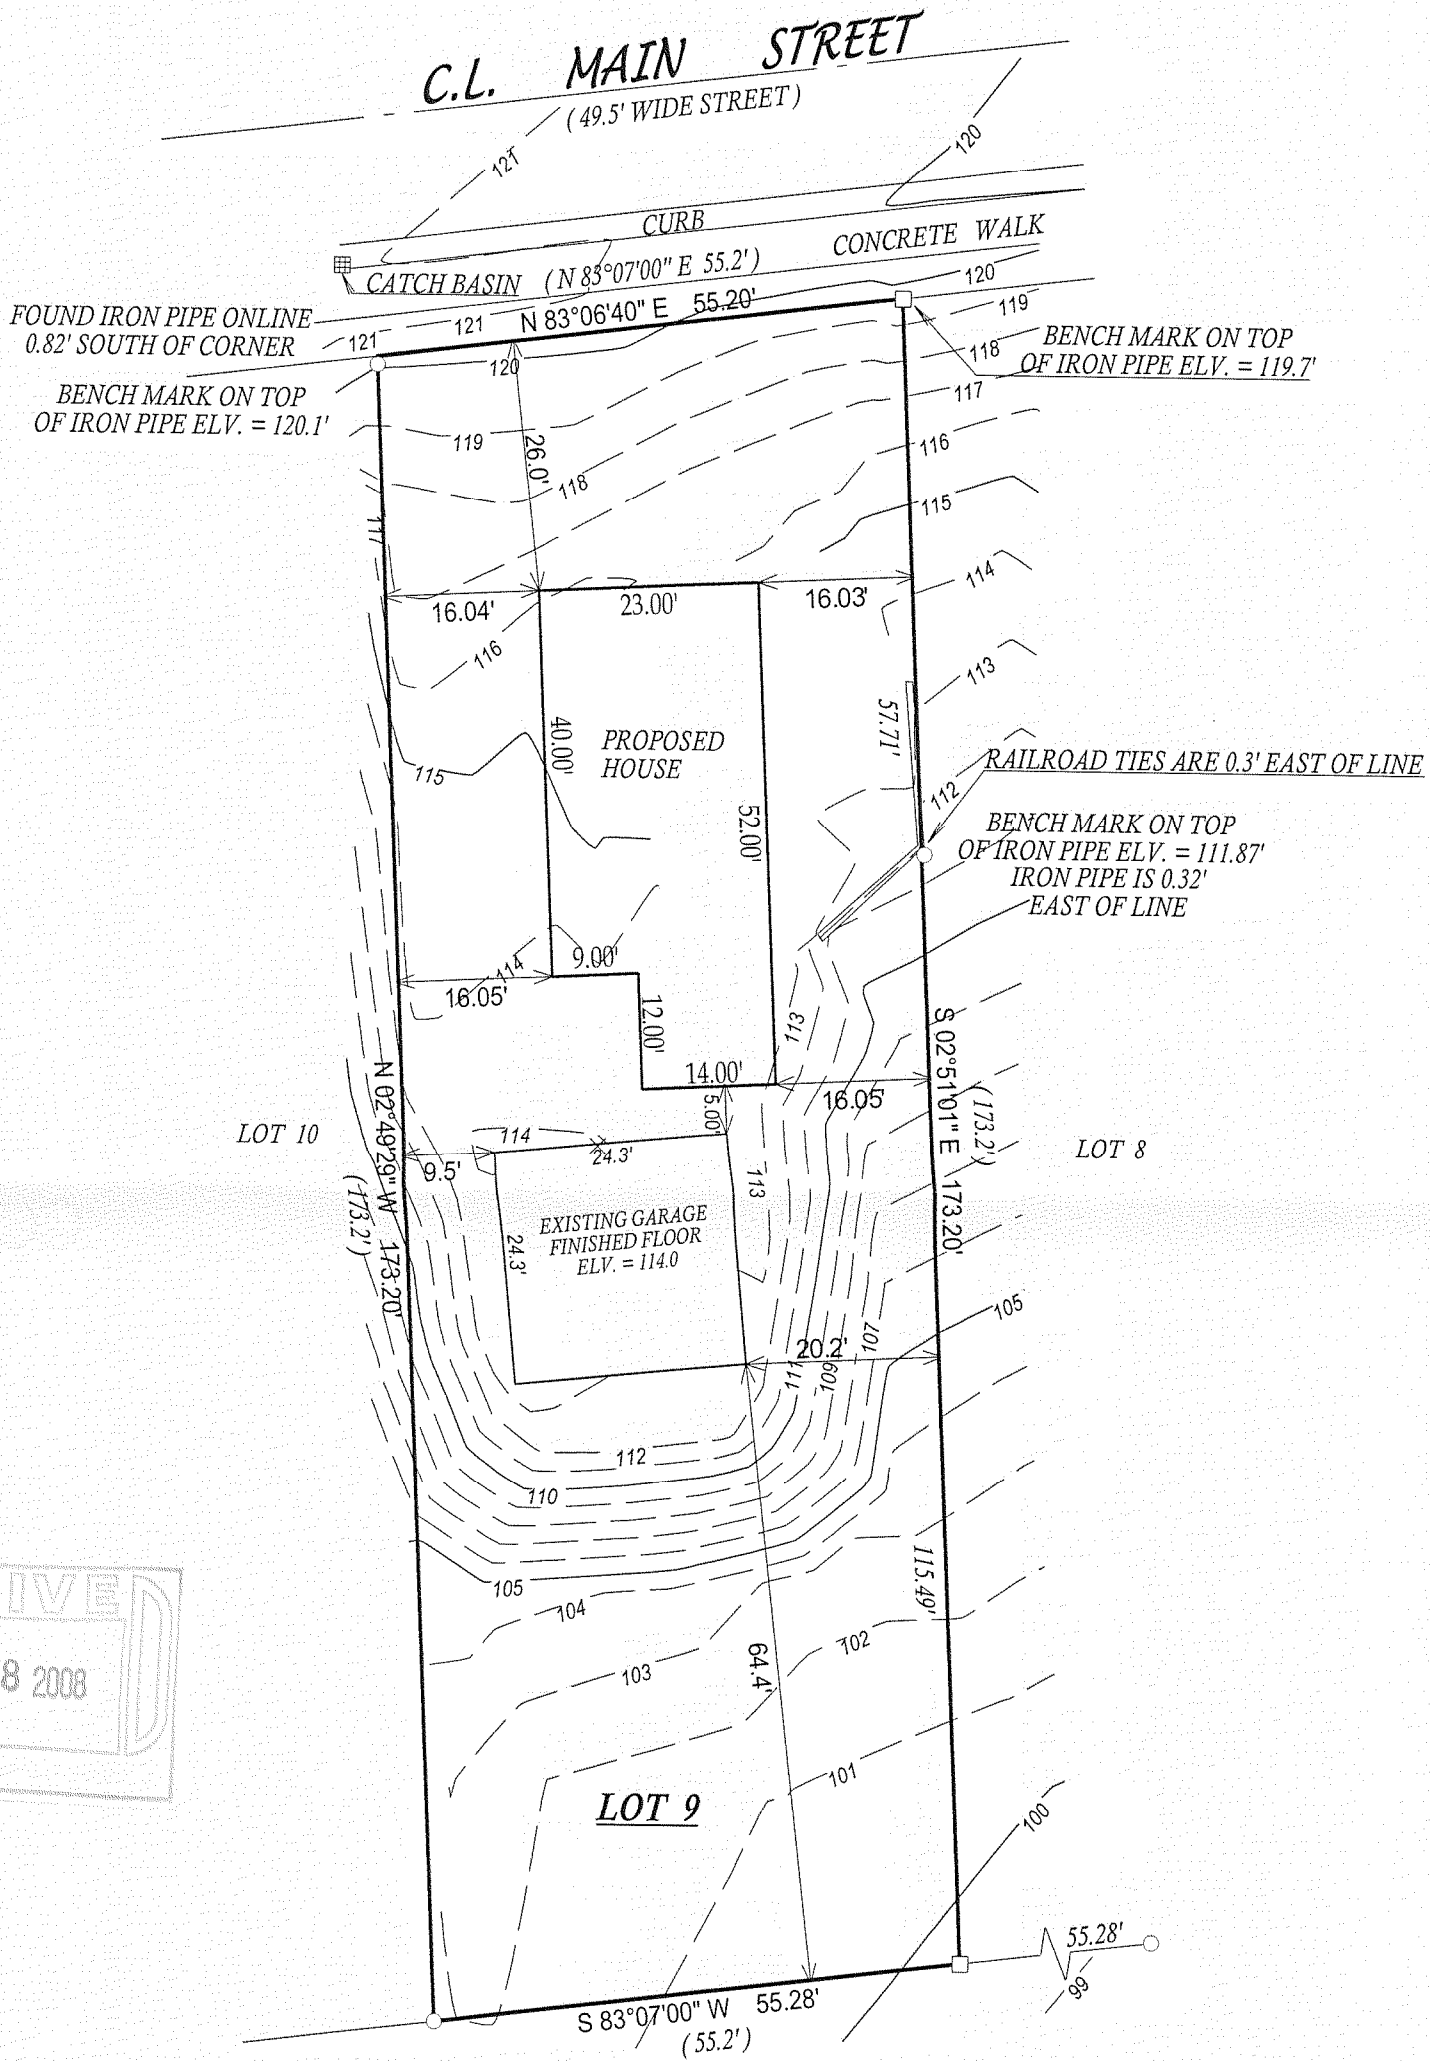 C.L. MAIN STREET
( 49.5' WIDE STREET )
121
120
CURB
CONCRETE WALK
CATCH BASIN
( N 83°07'00" E 55.2' )
120
FOUND IRON PIPE ONLINE
0.82' SOUTH OF CORNER
121
121
N 83°06'40" E 55.20'
119
BENCH MARK ON TOP
OF IRON PIPE ELV. = 119.7'
118
120
BENCH MARK ON TOP
OF IRON PIPE ELV. = 120.1'
117
119
26.0'
116
118
115
117
114
16.04'
23.00'
16.03'
116
113
57.71'
40.00'
PROPOSED
HOUSE
115
RAILROAD TIES ARE 0.3' EAST OF LINE
112
52.00'
BENCH MARK ON TOP
OF IRON PIPE ELV. = 111.87'
IRON PIPE IS 0.32'
EAST OF LINE
114
9.00'
16.05'
12.00'
113
S 02°51'01" E 173.20'
(173.2')
14.00'
16.05'
5.00'
N 02°49'29" W 173.20'
(173.2')
LOT 10
114
24.3'
LOT 8
9.5'
113
EXISTING GARAGE
FINISHED FLOOR
ELV. = 114.0
24.3'
105
107
20.2'
111
109
112
110
105
104
115.49'
64.4'
102
103
IVE
D
8 2008
101
LOT 9
100
55.28'
99
S 83°07'00" W 55.28'
( 55.2' )